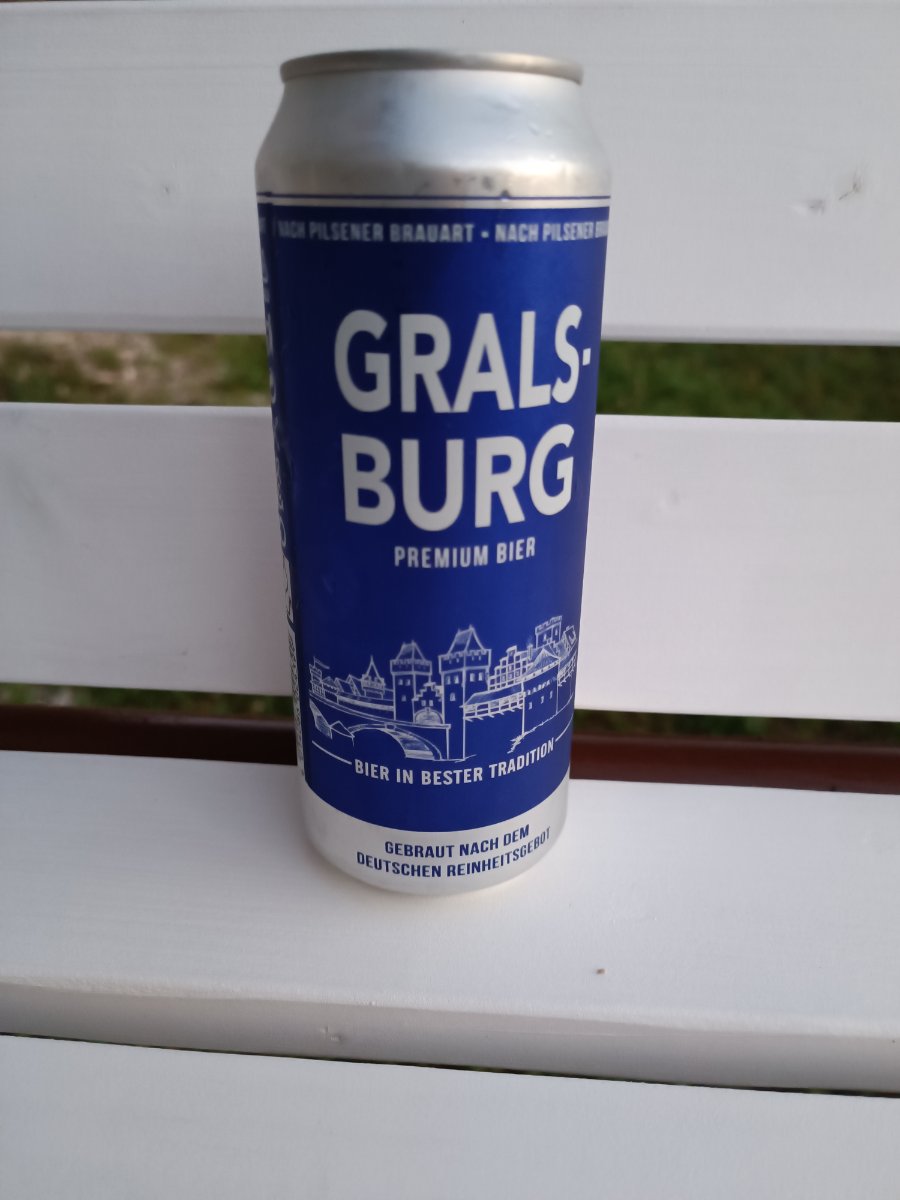 NACH PILSENER BRAUART • NACH PILSENER
GRALS-
BURG
PREMIUM BIER
BIER IN BESTER TRADITION
GEBRAUT NACH DEM
DEUTSCHEN REINHEITSGEBOT